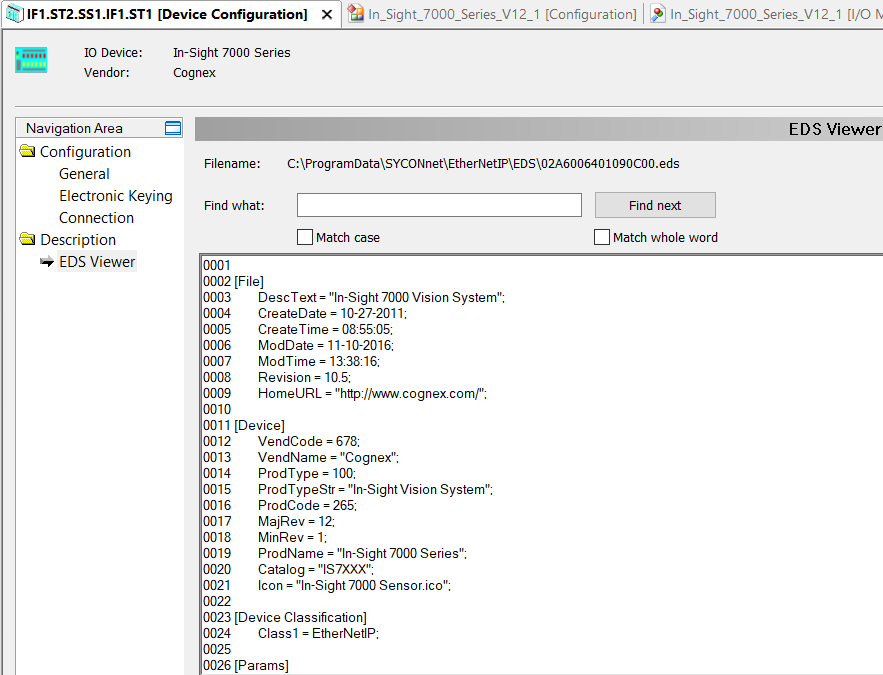 IF1.ST2.SS1.IF1.ST1 [Device Configuration]
In_Sight_7000_Series_V12_1 [Configuration]
In_Sight_7000_Series_V12_1 [I/O M
IO Device: In-Sight 7000 Series
Vendor: Cognex
Navigation Area
Configuration
General
Electronic Keying
Connection
Description
EDS Viewer
EDS Viewer
Filename: C:\ProgramData\SYCONnet\EtherNetIP\EDS\02A6006401090C00.eds
Find what: Find next
Match case Match whole word
0001
0002 [File]
0003 DescText = "In-Sight 7000 Vision System";
0004 CreateDate = 10-27-2011;
0005 CreateTime = 08:55:05;
0006 ModDate = 11-10-2016;
0007 ModTime = 13:38:16;
0008 Revision = 10.5;
0009 HomeURL = "http://www.cognex.com/";
0010
0011 [Device]
0012 VendCode = 678;
0013 VendName = "Cognex";
0014 ProdType = 100;
0015 ProdTypeStr = "In-Sight Vision System";
0016 ProdCode = 265;
0017 MajRev = 12;
0018 MinRev = 1;
0019 ProdName = "In-Sight 7000 Series";
0020 Catalog = "IS7XXX";
0021 Icon = "In-Sight 7000 Sensor.ico";
0022
0023 [Device Classification]
0024 Class1 = EtherNetIP;
0025
0026 [Params]